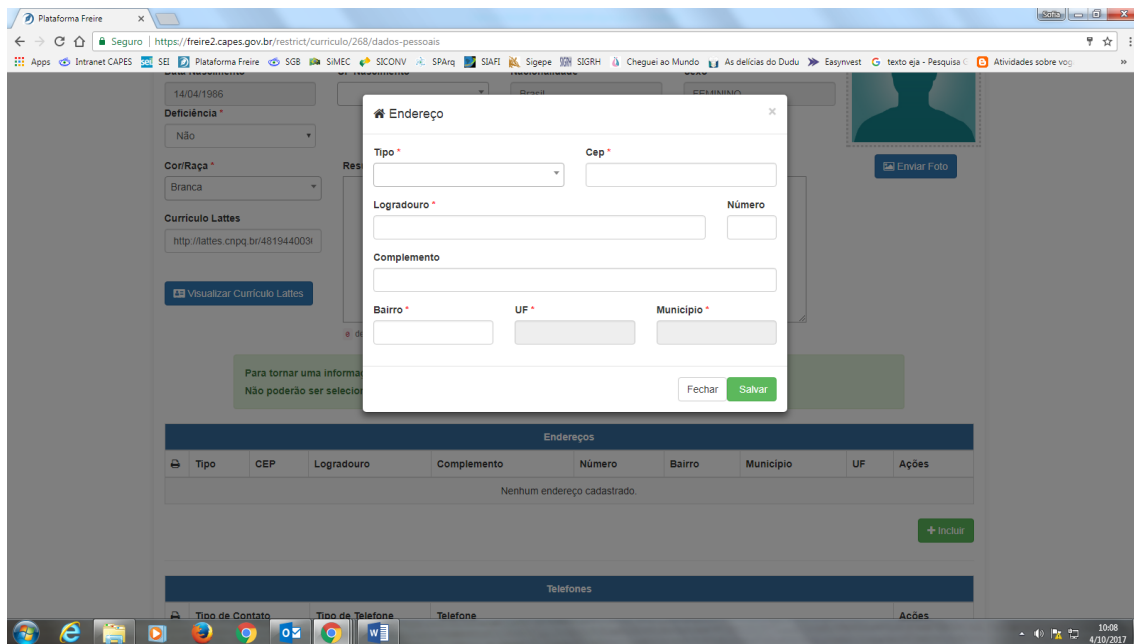 Plataforma Freire
Sofia
Seguro | https://freire2.capes.gov.br/restrict/curriculo/268/dados-pessoais
Apps Intranet CAPES SEI Plataforma Freire SGB SiMEC SICONV SPArq SIAFI Sigepe SIGRH Cheguei ao Mundo As delícias do Dudu Easynvest texto eja - Pesquisa Atividades sobre vog
Data Nascimento Nacionalidade Sexo
14/04/1986 Brasil FEMININO
Deficiência *
Não
Cor/Raça *
Branca
Currículo Lattes
http://lattes.cnpq.br/481944003
Visualizar Currículo Lattes
Enviar Foto
Endereço ×
Tipo * Cep *
Logradouro * Número
Complemento
Bairro * UF * Município *
Fechar Salvar
Para tornar uma
Não poderão ser
Endereços
Tipo CEP Logradouro Complemento Número Bairro Município UF Ações
Nenhum endereço cadastrado.
+ Incluir
Telefones
Tipo de Contato Tipo de Telefone Telefone Ações
10:08
4/10/2017